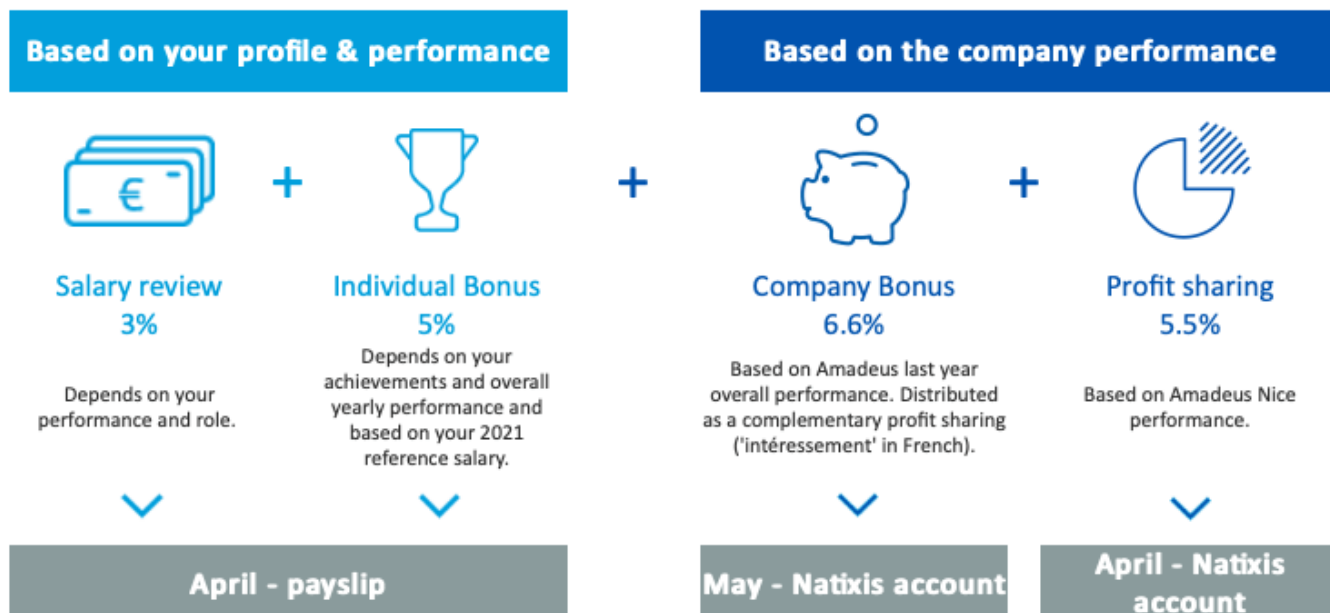 Based on your profile & performance
Based on the company performance
€
+
+
+
Salary review
3%
Depends on your
performance and role.
Individual Bonus
5%
Depends on your
achievements and overall
yearly performance and
based on your 2021
reference salary.
Company Bonus
6.6%
Based on Amadeus last year
overall performance. Distributed
as a complementary profit sharing
('intéressement' in French).
Profit sharing
5.5%
Based on Amadeus Nice
performance.
April - payslip
May - Natixis account
April - Natixis
account